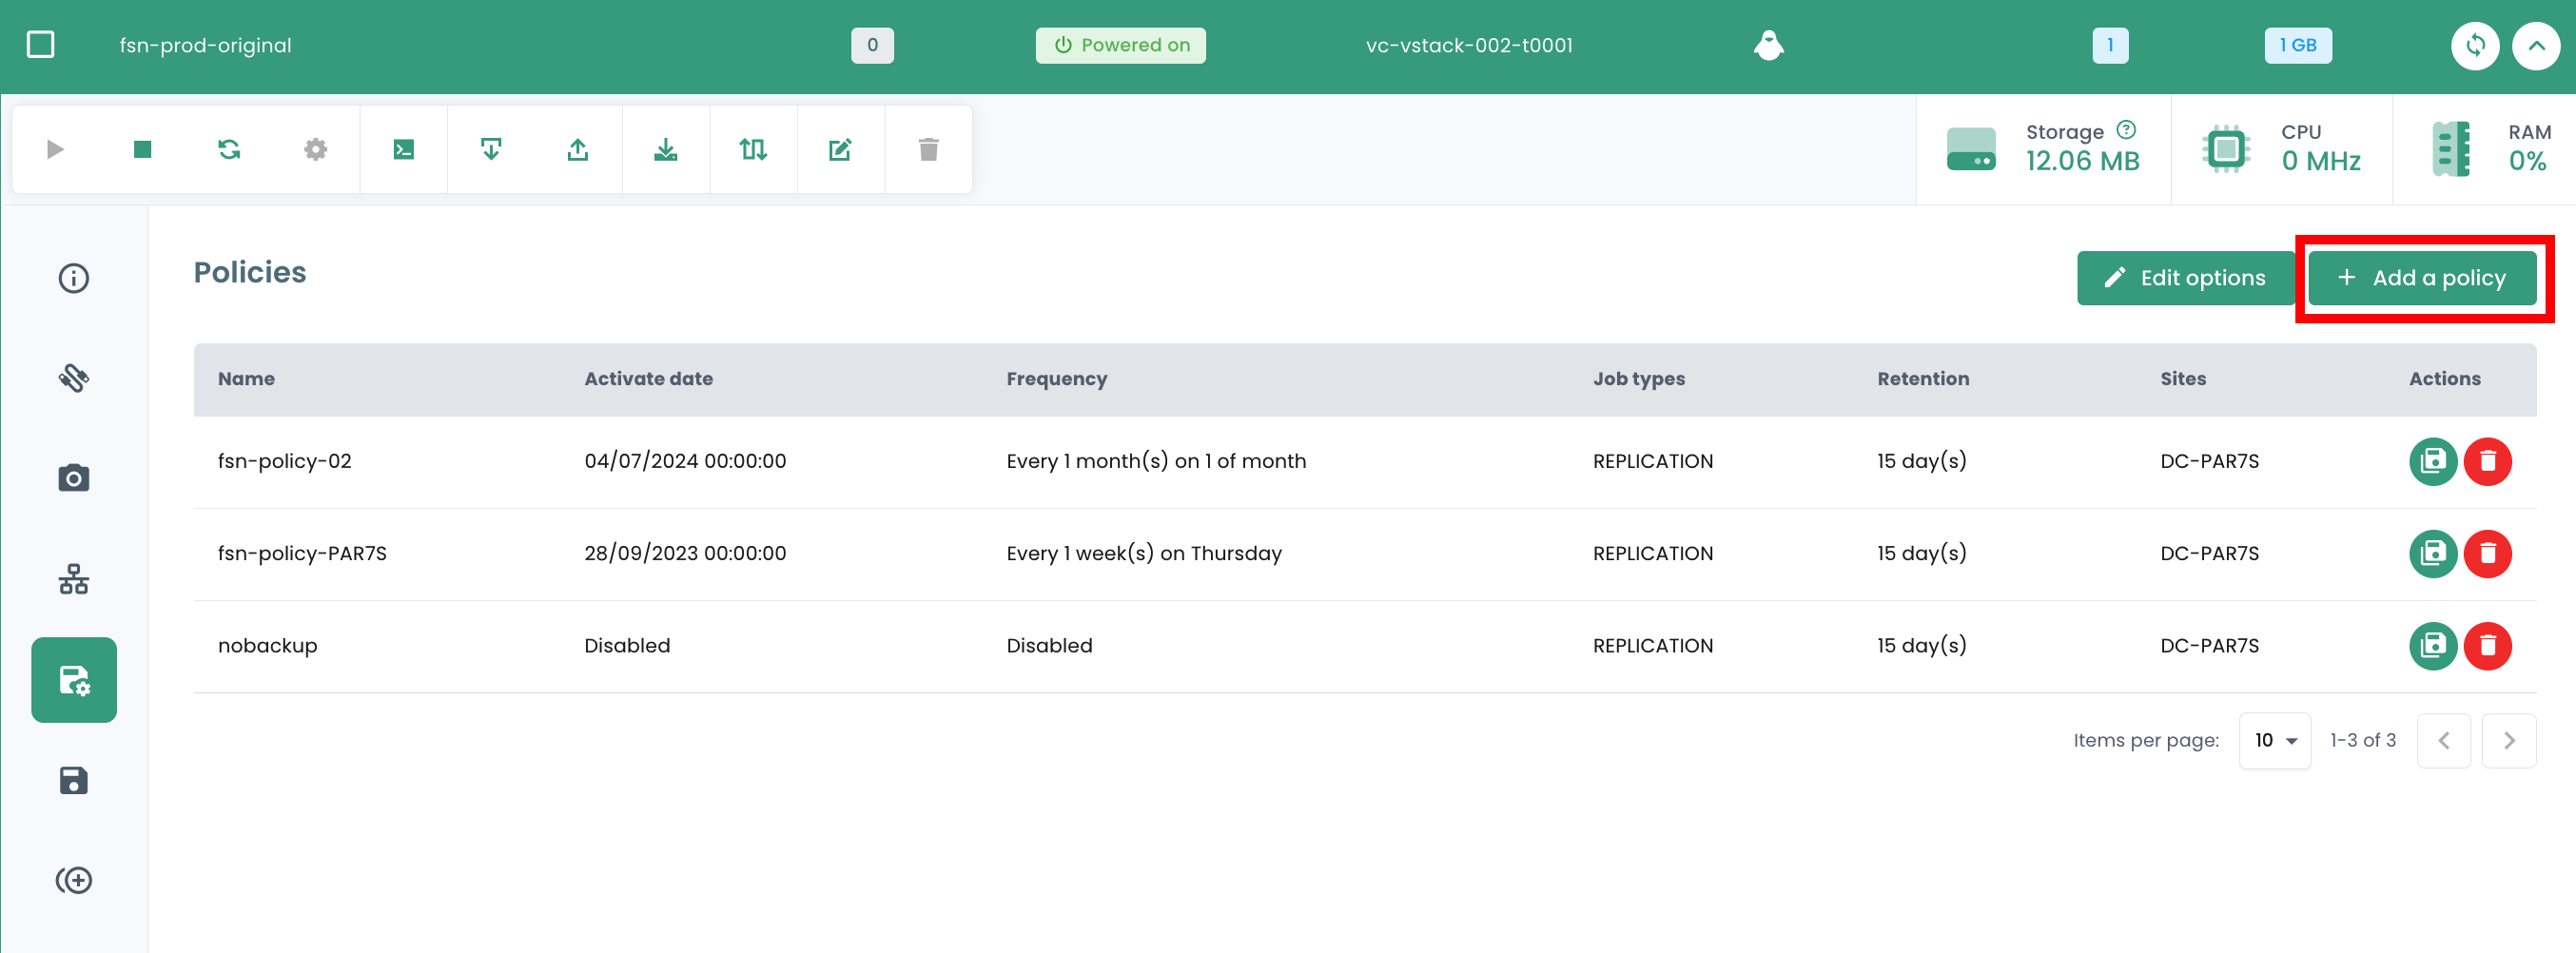 fsn-prod-original 0 Powered on vc-vstack-002-t0001 1 1 GB
Storage CPU RAM
12.06 MB 0 MHz 0%
Policies Edit options + Add a policy
Name Activate date Frequency Job types Retention Sites Actions
fsn-policy-02 04/07/2024 00:00:00 Every 1 month(s) on 1 of month REPLICATION 15 day(s) DC-PAR7S
fsn-policy-PAR7S 28/09/2023 00:00:00 Every 1 week(s) on Thursday REPLICATION 15 day(s) DC-PAR7S
nobackup Disabled Disabled REPLICATION 15 day(s) DC-PAR7S
Items per page: 10 1-3 of 3